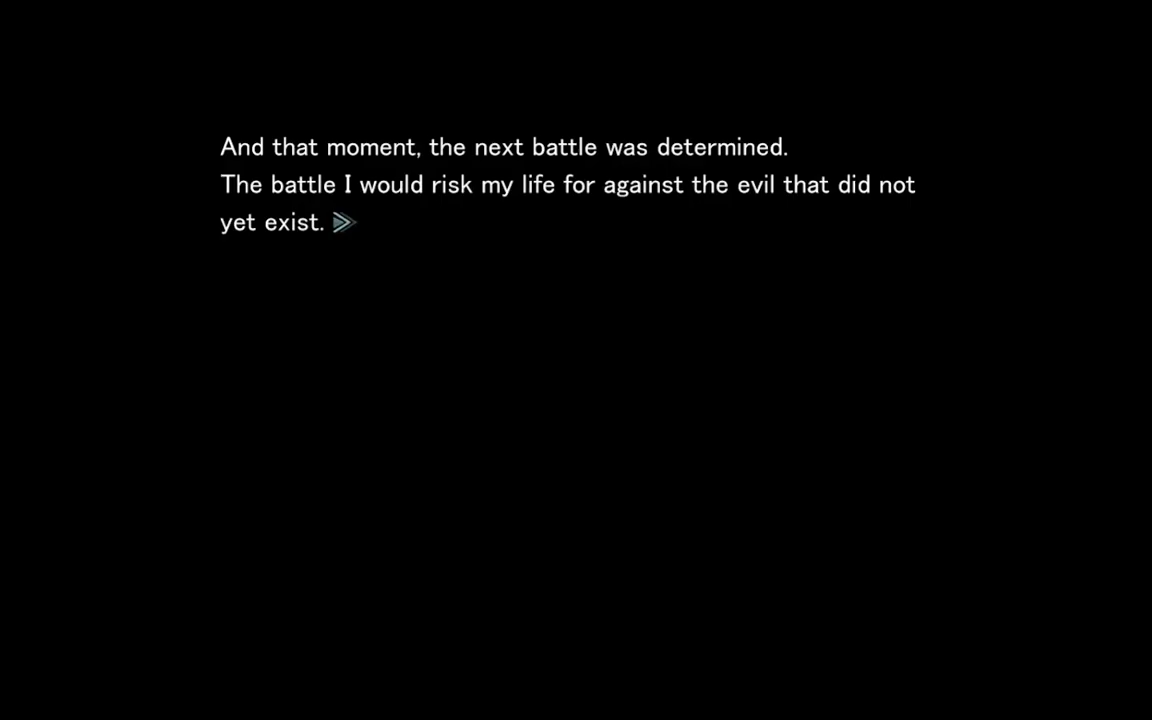 And that moment, the next battle was determined.
The battle I would risk my life for against the evil that did not
yet exist.